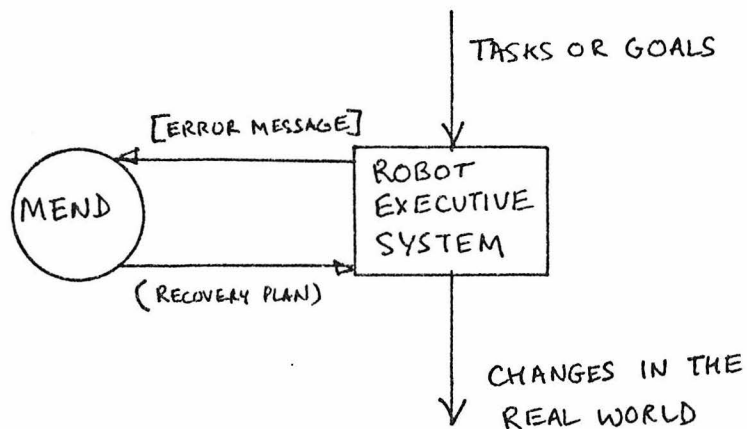 TASKS OR GOALS
[ERROR MESSAGE]
ROBOT
EXECUTIVE
SYSTEM
MEND
(RECOVERY PLAN)
CHANGES IN THE
REAL WORLD